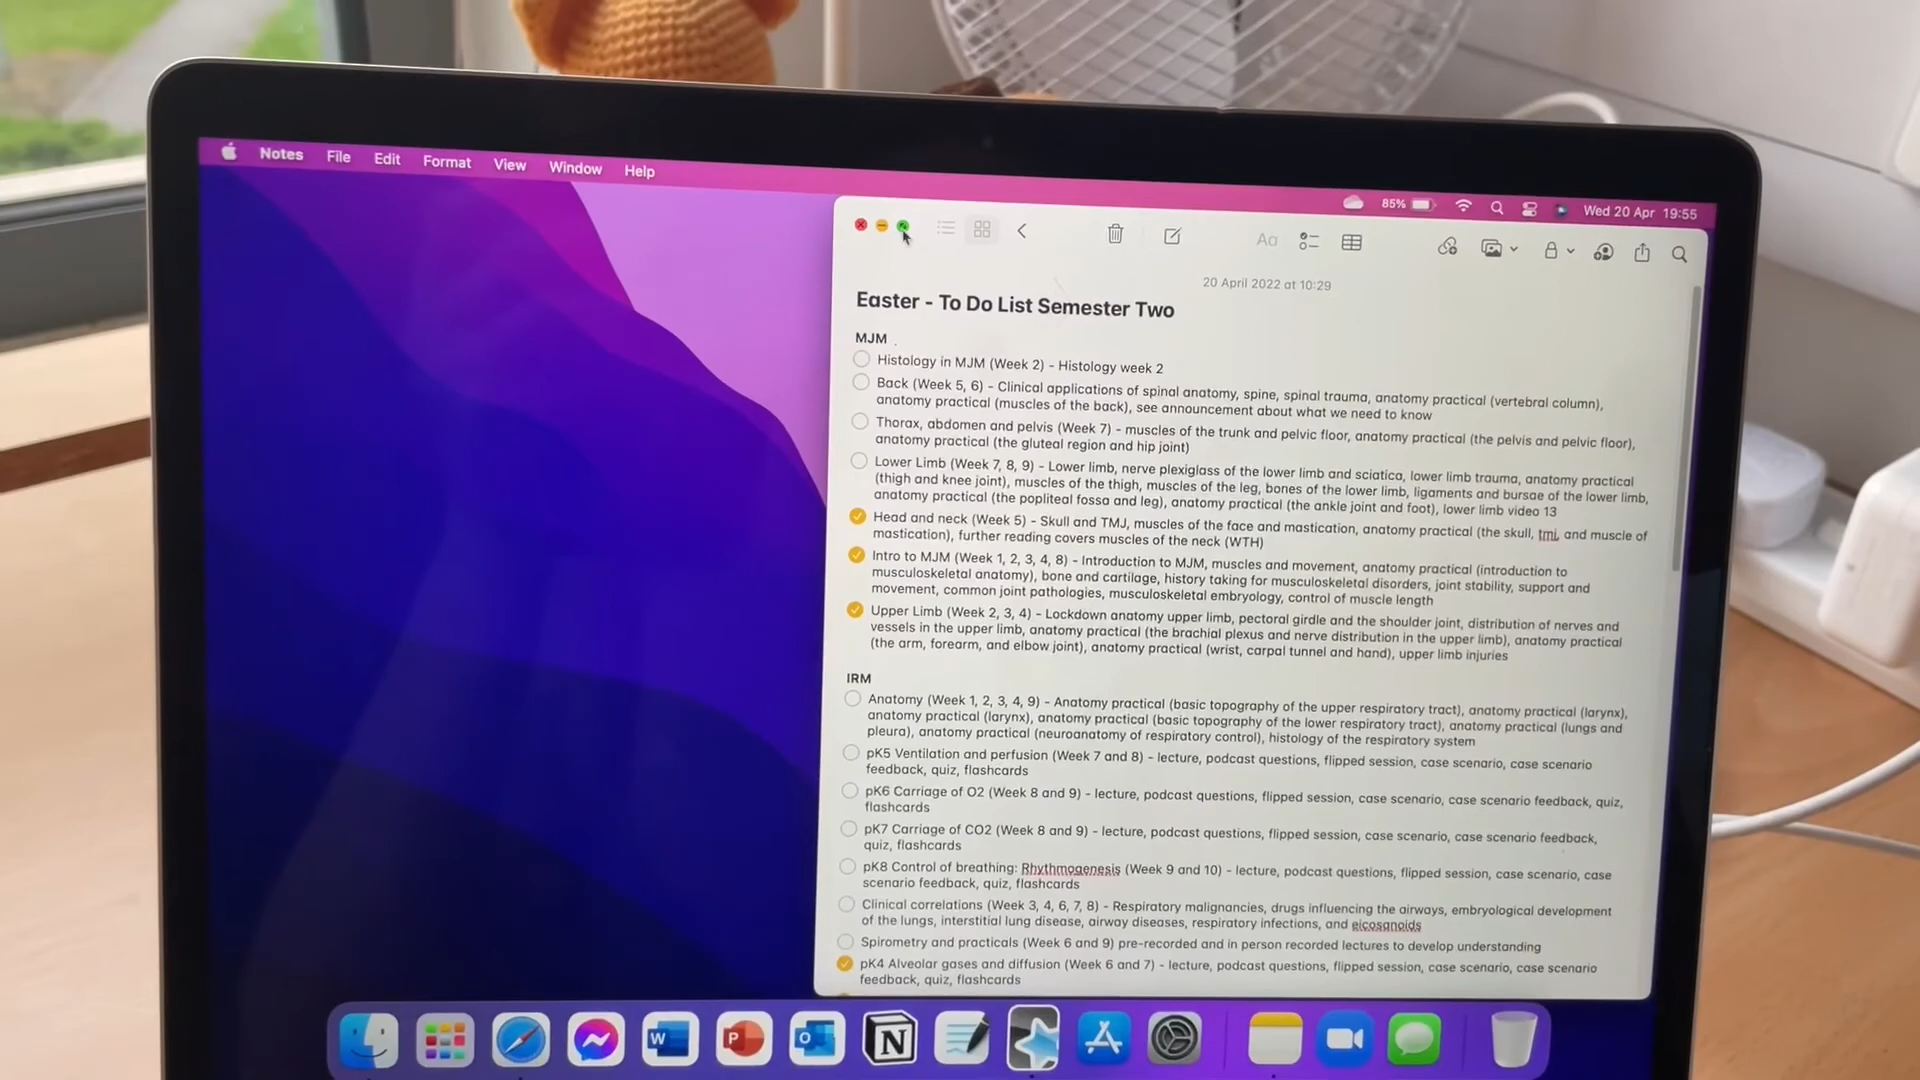 Notes File Edit Format View Window Help
85% Wed 20 Apr 19:55
Aa
20 April 2022 at 10:29
Easter - To Do List Semester Two
MJM
Histology in MJM (Week 2) - Histology week 2
Back (Week 5, 6) - Clinical applications of spinal anatomy, spine, spinal trauma, anatomy practical (vertebral column),
anatomy practical (muscles of the back), see announcement about what we need to know
Thorax, abdomen and pelvis (Week 7) - muscles of the trunk and pelvic floor, anatomy practical (the pelvis and pelvic floor),
anatomy practical (the gluteal region and hip joint)
Lower Limb (Week 7, 8, 9) - Lower limb, nerve plexiglass of the lower limb and sciatica, lower limb trauma, anatomy practical
(thigh and knee joint), muscles of the thigh, muscles of the leg, bones of the lower limb, ligaments and bursae of the lower limb,
anatomy practical (the popliteal fossa and leg), anatomy practical (the ankle joint and foot), lower limb video 13
Head and neck (Week 5) - Skull and TMJ, muscles of the face and mastication, anatomy practical (the skull, tmj, and muscle of
mastication), further reading covers muscles of the neck (WTH)
Intro to MJM (Week 1, 2, 3, 4, 8) - Introduction to MJM, muscles and movement, anatomy practical (introduction to
musculoskeletal anatomy), bone and cartilage, history taking for musculoskeletal disorders, joint stability, support and
movement, common joint pathologies, musculoskeletal embryology, control of muscle length
Upper Limb (Week 2, 3, 4) - Lockdown anatomy upper limb, pectoral girdle and the shoulder joint, distribution of nerves and
vessels in the upper limb, anatomy practical (the brachial plexus and nerve distribution in the upper limb), anatomy practical
(the arm, forearm, and elbow joint), anatomy practical (wrist, carpal tunnel and hand), upper limb injuries
IRM
Anatomy (Week 1, 2, 3, 4, 9) - Anatomy practical (basic topography of the upper respiratory tract), anatomy practical (larynx),
anatomy practical (larynx), anatomy practical (basic topography of the lower respiratory tract), anatomy practical (lungs and
pleura), anatomy practical (neuroanatomy of respiratory control), histology of the respiratory system
pK5 Ventilation and perfusion (Week 7 and 8) - lecture, podcast questions, flipped session, case scenario, case scenario
feedback, quiz, flashcards
pK6 Carriage of O2 (Week 8 and 9) - lecture, podcast questions, flipped session, case scenario, case scenario feedback, quiz,
flashcards
pK7 Carriage of CO2 (Week 8 and 9) - lecture, podcast questions, flipped session, case scenario, case scenario feedback,
quiz, flashcards
pK8 Control of breathing: Rhythmogenesis (Week 9 and 10) - lecture, podcast questions, flipped session, case scenario, case
scenario feedback, quiz, flashcards
Clinical correlations (Week 3, 4, 6, 7, 8) - Respiratory malignancies, drugs influencing the airways, embryological development
of the lungs, interstitial lung disease, airway diseases, respiratory infections, and eicosanoids
Spirometry and practicals (Week 6 and 9) pre-recorded and in person recorded lectures to develop understanding
pK4 Alveolar gases and diffusion (Week 6 and 7) - lecture, podcast questions, flipped session, case scenario, case scenario
feedback, quiz, flashcards
W P O N